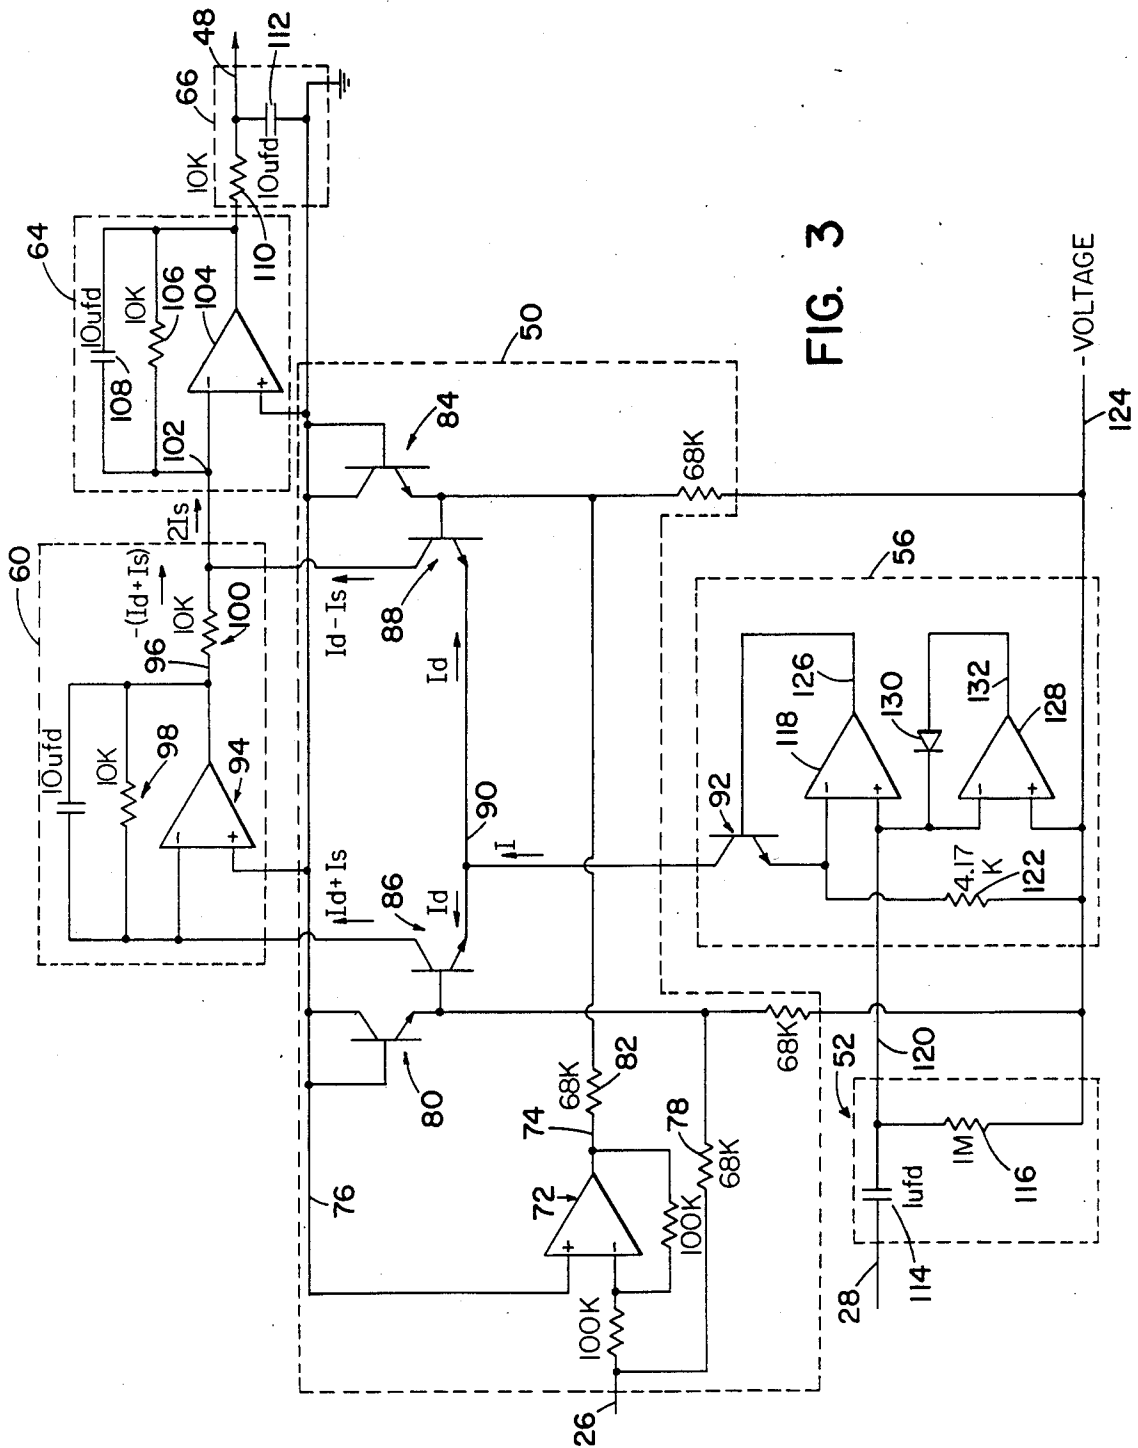 60
10ufd
10K
98
94
96
-(Id+Is)
10K
100
2Is
64
10ufd
108
10K
106
104
102
66
10K
110
10ufd
48
112
- +
- +
Id+Is
86
Id
90
I
Id
Id-Is
88
84
50
80
76
74
72
68K
82
+ -
100K
100K
78
68K
26
68K
68K
92
118
126
130
132
128
56
- +
- +
4.17
K
122
52
120
1ufd
114
28
1M
116
-VOLTAGE
124
FIG. 3